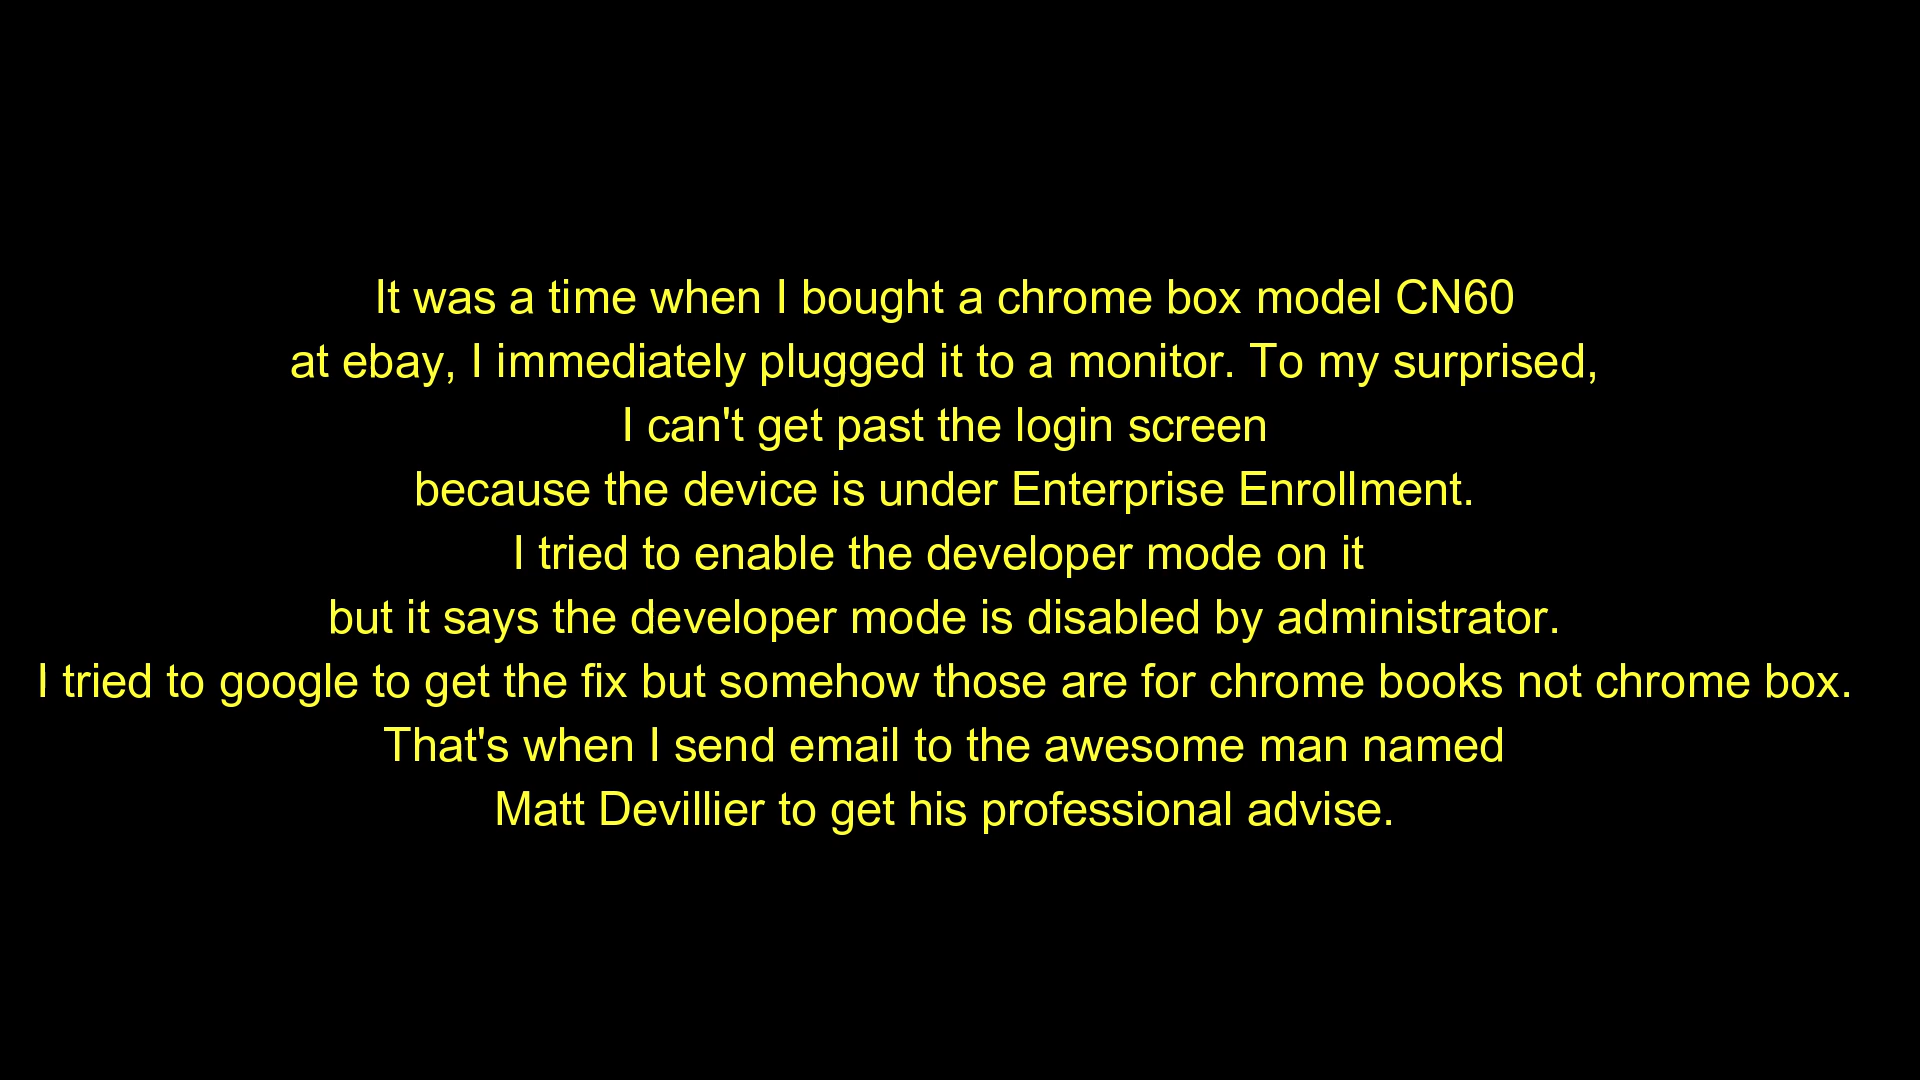 It was a time when I bought a chrome box model CN60
at ebay, I immediately plugged it to a monitor. To my surprised,
I can't get past the login screen
because the device is under Enterprise Enrollment.
I tried to enable the developer mode on it
but it says the developer mode is disabled by administrator.
I tried to google to get the fix but somehow those are for chrome books not chrome box.
That's when I send email to the awesome man named
Matt Devillier to get his professional advise.